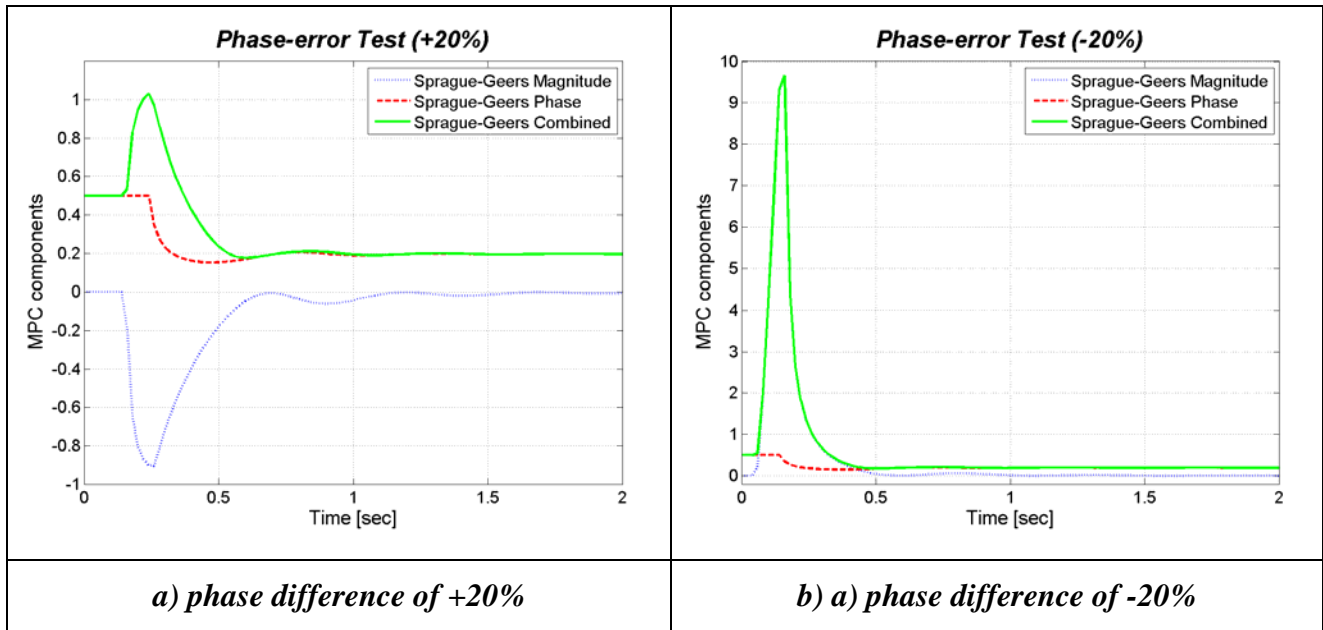 Phase-error Test (+20%)
Sprague-Geers Magnitude
Sprague-Geers Phase
Sprague-Geers Combined
MPC components
1
0.8
0.6
0.4
0.2
0
-0.2
-0.4
-0.6
-0.8
-1
0
0.5
1
1.5
2
Time [sec]
Phase-error Test (-20%)
Sprague-Geers Magnitude
Sprague-Geers Phase
Sprague-Geers Combined
MPC components
10
9
8
7
6
5
4
3
2
1
0
0
0.5
1
1.5
2
Time [sec]
a) phase difference of +20%
b) a) phase difference of -20%